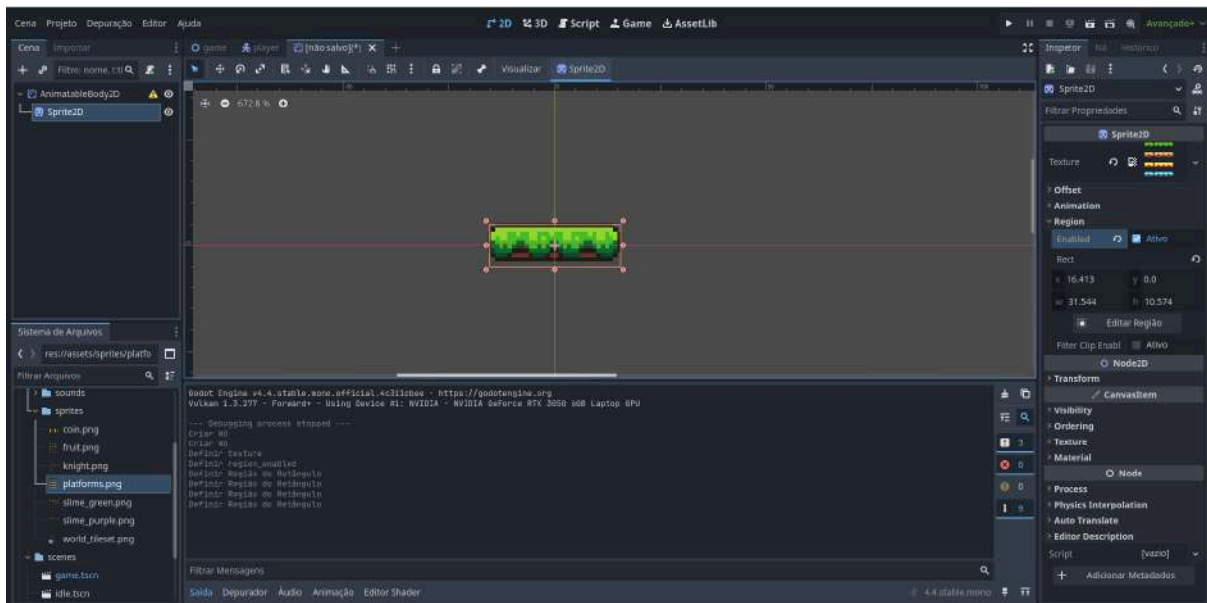 Cena Projeto Depuração Editor Ajuda
2D 3D Script Game AssetLib
Avançado+
Cena Importar
game player [não salvo](*)
Inspetor Nó Histórico
Filtro: nome, t
Visualizar Sprite2D
AnimatableBody2D
Sprite2D
672.8 %
Sprite2D
Filtrar Propriedades
Sprite2D
Texture
Offset
Animation
Region
Enabled Ativo
Rect
x 16.413 y 0.0
w 31.544 h 10.574
Editar Região
Filter Clip Enabl Ativo
Node2D
Transform
CanvasItem
Visibility
Ordering
Texture
Material
Node
Process
Physics Interpolation
Auto Translate
Editor Description
Script [vazio]
Adicionar Metadados
Sistema de Arquivos
res://assets/sprites/platfo
Filtrar Arquivos
sounds
sprites
coin.png
fruit.png
knight.png
platforms.png
slime_green.png
slime_purple.png
world_tileset.png
scenes
game.tscn
idle.tscn
Godot Engine v4.4.stable.mono.official.4c311cbee - https://godotengine.org
Vulkan 1.3.277 - Forward+ - Using Device #1: NVIDIA - NVIDIA GeForce RTX 3050 6GB Laptop GPU
--- Debugging process stopped ---
Criar Nó
Criar Nó
Definir texture
Definir region_enabled
Definir Região do Retângulo
Definir Região do Retângulo
Definir Região do Retângulo
Definir Região do Retângulo
3
0
0
9
Filtrar Mensagens
Saída Depurador Áudio Animação Editor Shader
4.4.stable.mono